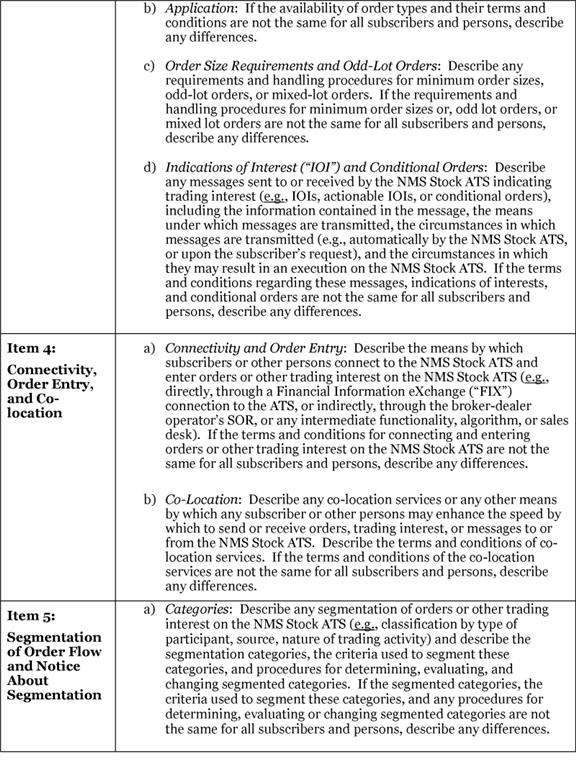 b) Application: If the availability of order types and their terms and
conditions are not the same for all subscribers and persons, describe
any differences.
c) Order Size Requirements and Odd-Lot Orders: Describe any
requirements and handling procedures for minimum order sizes,
odd-lot orders, or mixed-lot orders. If the requirements and
handling procedures for minimum order sizes or, odd lot orders, or
mixed lot orders are not the same for all subscribers and persons,
describe any differences.
d) Indications of Interest (“IOI”) and Conditional Orders: Describe
any messages sent to or received by the NMS Stock ATS indicating
trading interest (e.g., IOIs, actionable IOIs, or conditional orders),
including the information contained in the message, the means
under which messages are transmitted, the circumstances in which
messages are transmitted (e.g., automatically by the NMS Stock ATS,
or upon the subscriber’s request), and the circumstances in which
they may result in an execution on the NMS Stock ATS. If the terms
and conditions regarding these messages, indications of interests,
and conditional orders are not the same for all subscribers and
persons, describe any differences.
Item 4:
Connectivity,
Order Entry,
and Co-
location
a) Connectivity and Order Entry: Describe the means by which
subscribers or other persons connect to the NMS Stock ATS and
enter orders or other trading interest on the NMS Stock ATS (e.g.,
directly, through a Financial Information eXchange (“FIX”)
connection to the ATS, or indirectly, through the broker-dealer
operator’s SOR, or any intermediate functionality, algorithm, or sales
desk). If the terms and conditions for connecting and entering
orders or other trading interest on the NMS Stock ATS are not the
same for all subscribers and persons, describe any differences.
b) Co-Location: Describe any co-location services or any other means
by which any subscriber or other persons may enhance the speed by
which to send or receive orders, trading interest, or messages to or
from the NMS Stock ATS. Describe the terms and conditions of co-
location services. If the terms and conditions of the co-location
services are not the same for all subscribers and persons, describe
any differences.
Item 5:
Segmentation
of Order Flow
and Notice
About
Segmentation
a) Categories: Describe any segmentation of orders or other trading
interest on the NMS Stock ATS (e.g., classification by type of
participant, source, nature of trading activity) and describe the
segmentation categories, the criteria used to segment these
categories, and procedures for determining, evaluating, and
changing segmented categories. If the segmented categories, the
criteria used to segment these categories, and any procedures for
determining, evaluating or changing segmented categories are not
the same for all subscribers and persons, describe any differences.